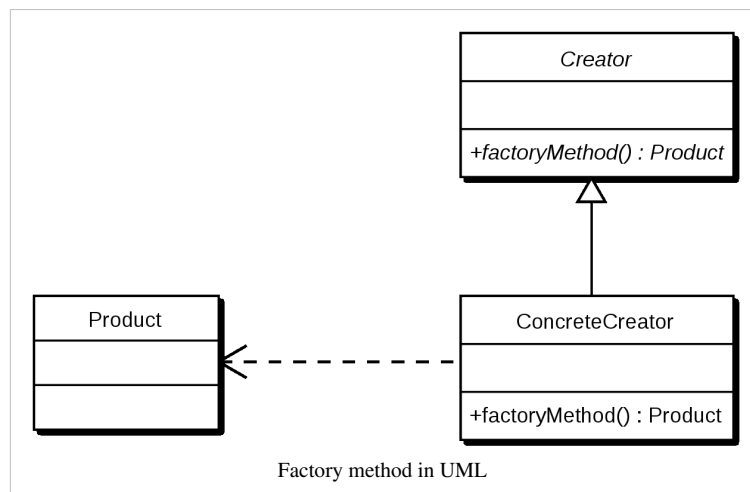 Creator
+factoryMethod() : Product
Product
ConcreteCreator
+factoryMethod() : Product
Factory method in UML